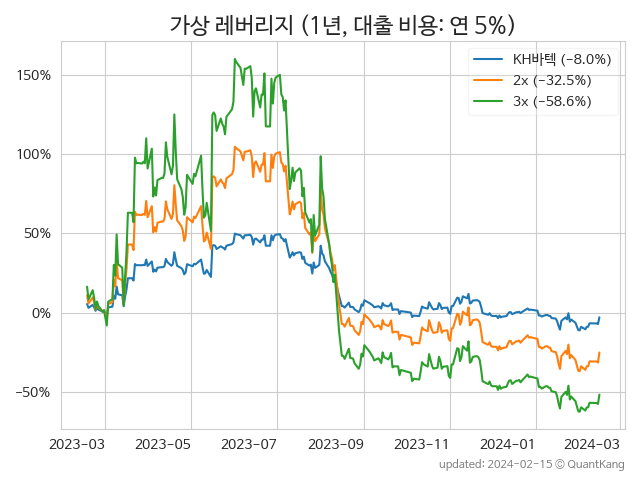 가상 레버리지 (1년, 대출 비용: 연 5%)
KH바텍 (−8.0%)
2x (−32.5%)
3x (−58.6%)
150%
100%
50%
0%
−50%
2023−03 2023−05 2023−07 2023−09 2023−11 2024−01 2024−03
updated: 2024−02−15 © QuantKang